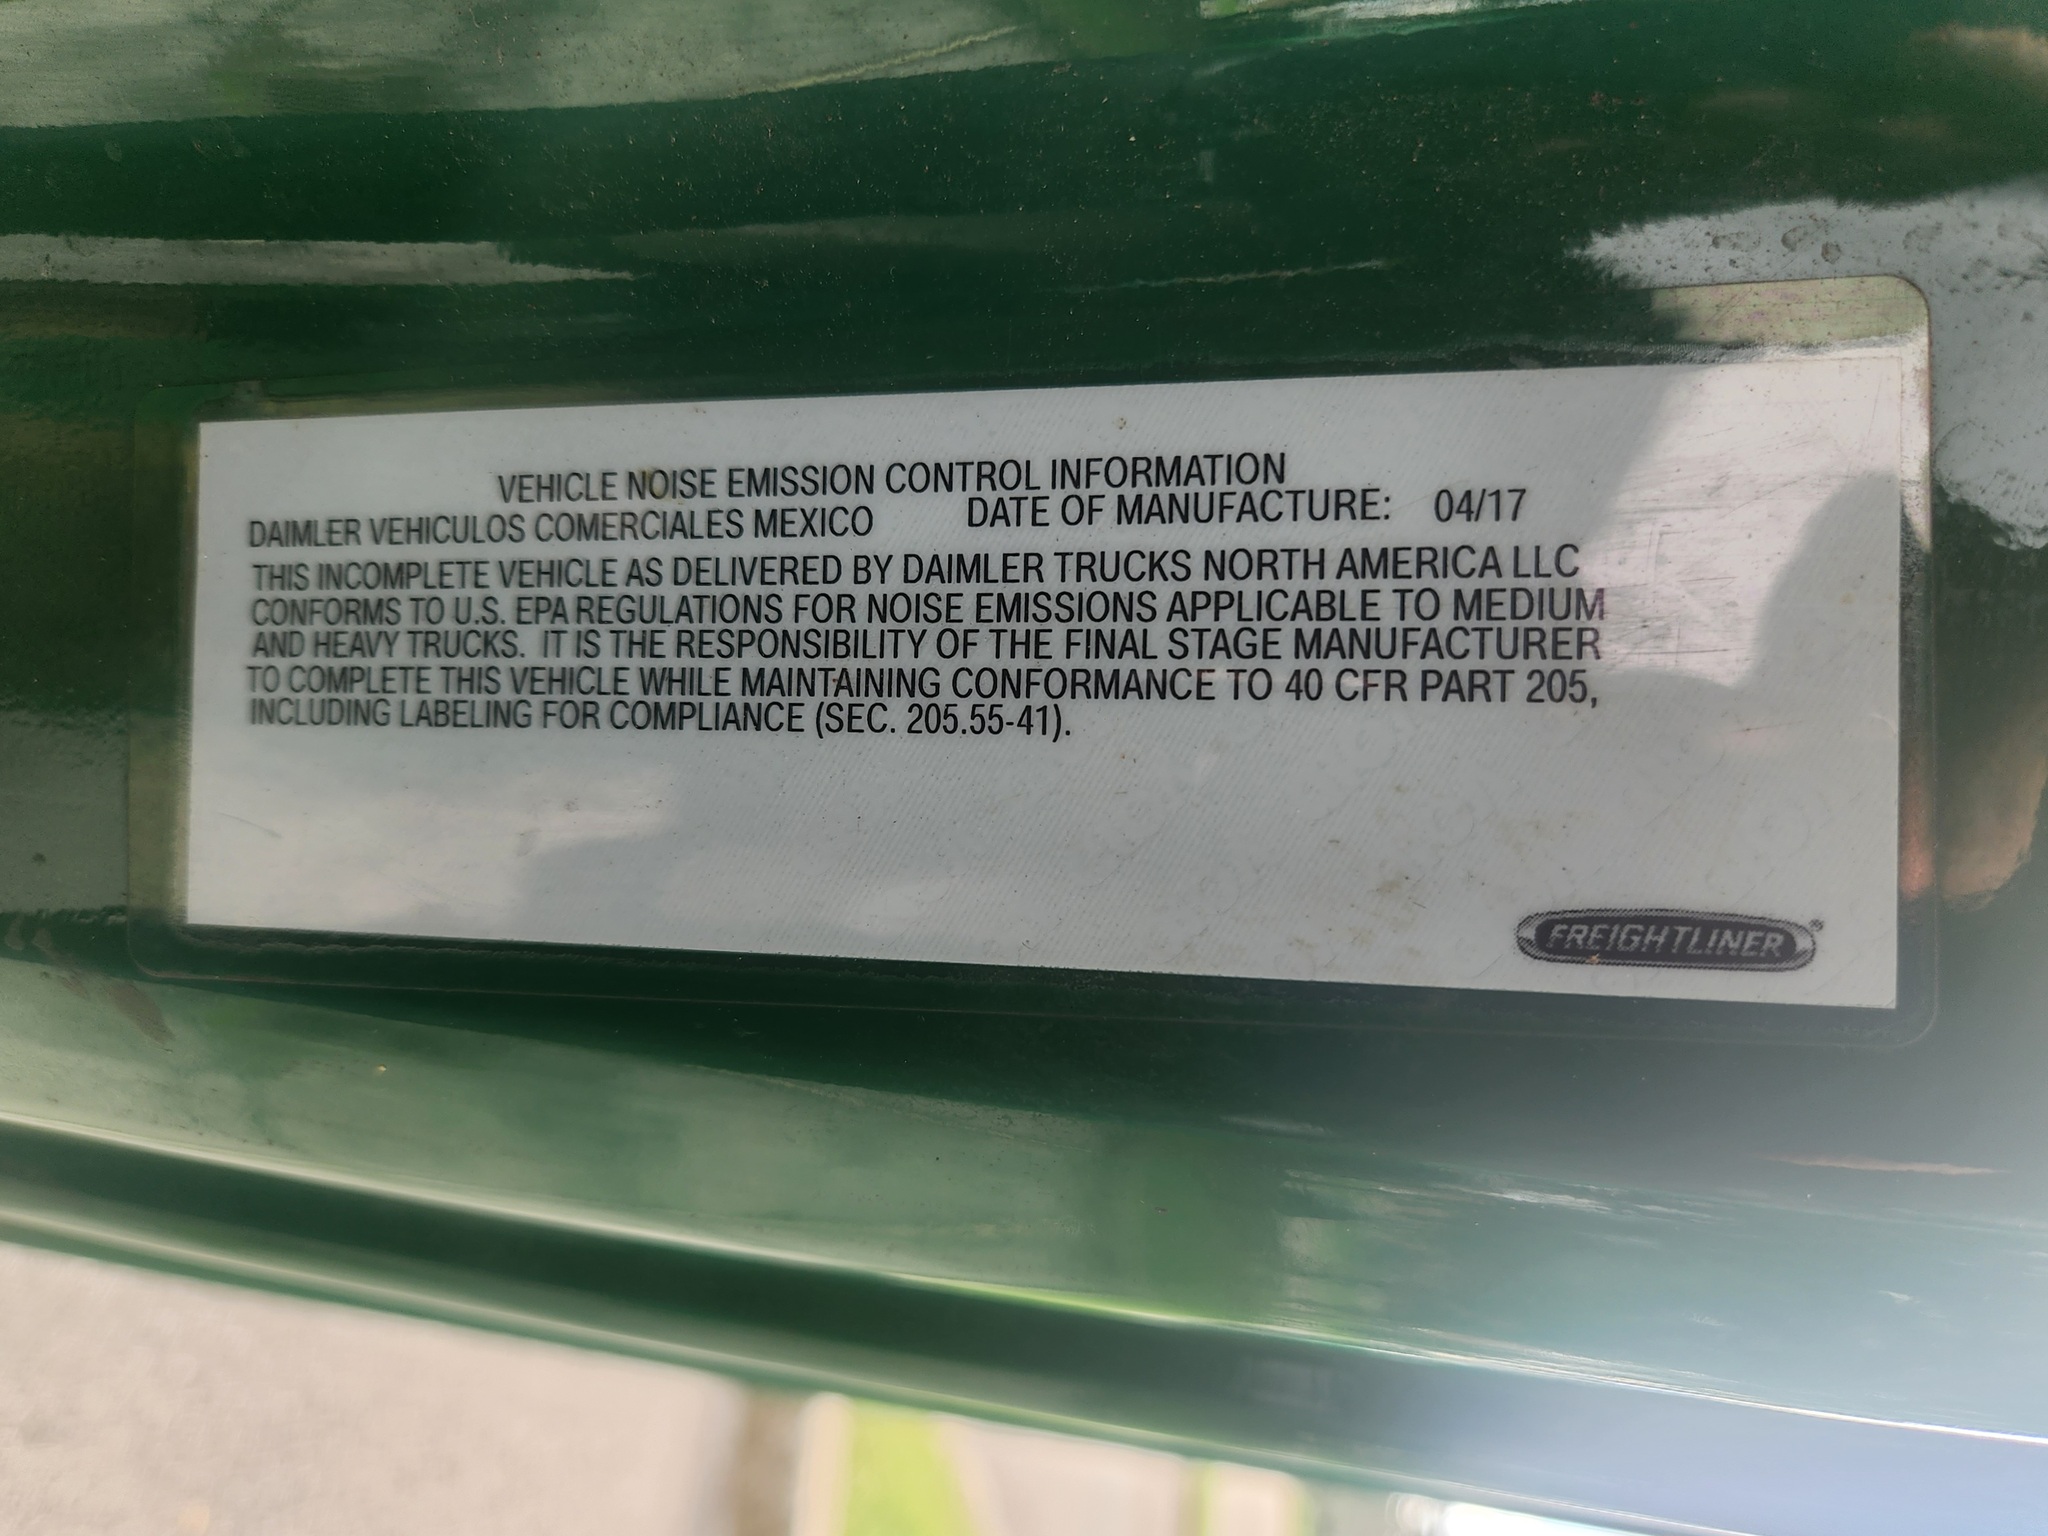 VEHICLE NOISE EMISSION CONTROL INFORMATION
DAIMLER VEHICULOS COMERCIALES MEXICO DATE OF MANUFACTURE: 04/17
THIS INCOMPLETE VEHICLE AS DELIVERED BY DAIMLER TRUCKS NORTH AMERICA LLC
CONFORMS TO U.S. EPA REGULATIONS FOR NOISE EMISSIONS APPLICABLE TO MEDIUM
AND HEAVY TRUCKS. IT IS THE RESPONSIBILITY OF THE FINAL STAGE MANUFACTURER
TO COMPLETE THIS VEHICLE WHILE MAINTAINING CONFORMANCE TO 40 CFR PART 205,
INCLUDING LABELING FOR COMPLIANCE (SEC. 205.55-41).
FREIGHTLINER®